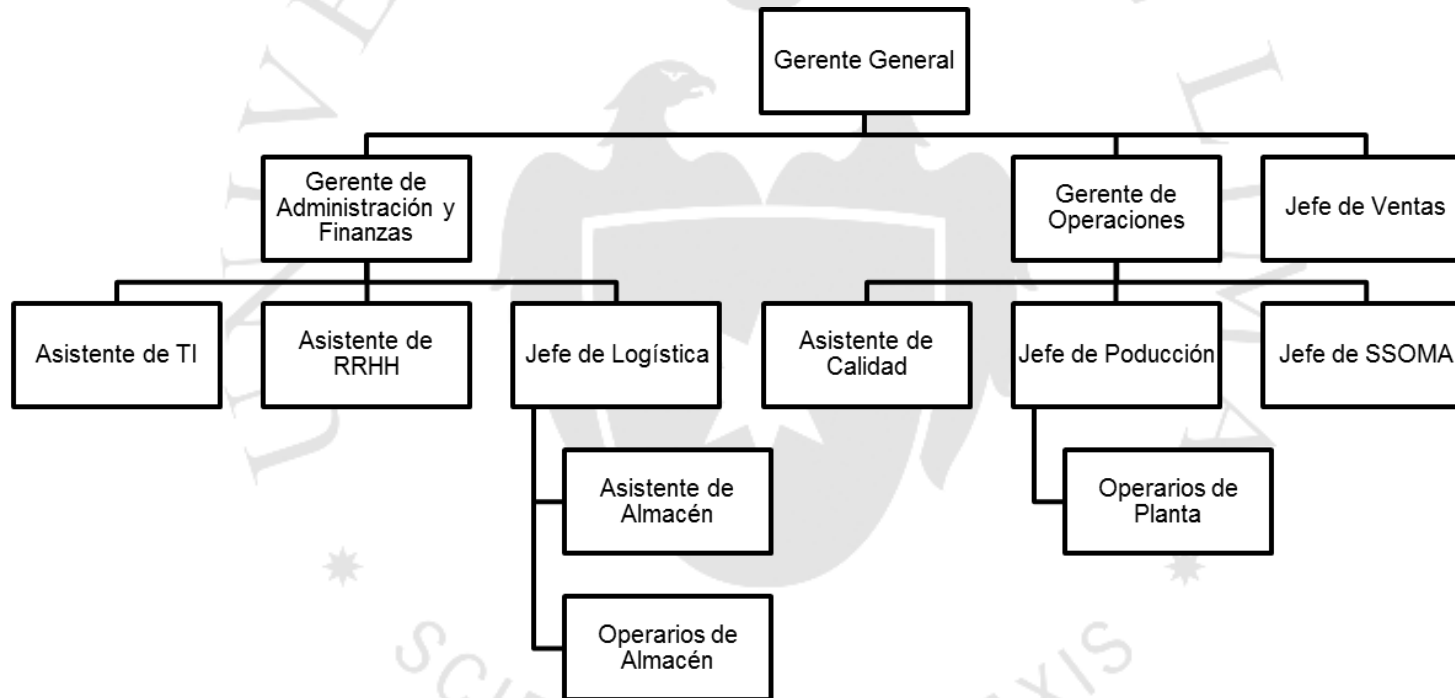 Gerente General
Gerente de
Administración y
Finanzas
Gerente de
Operaciones
Jefe de Ventas
Asistente de TI
Asistente de
RRHH
Jefe de Logística
Asistente de
Calidad
Jefe de Poducción
Jefe de SSOMA
Asistente de
Almacén
Operarios de
Planta
Operarios de
Almacén